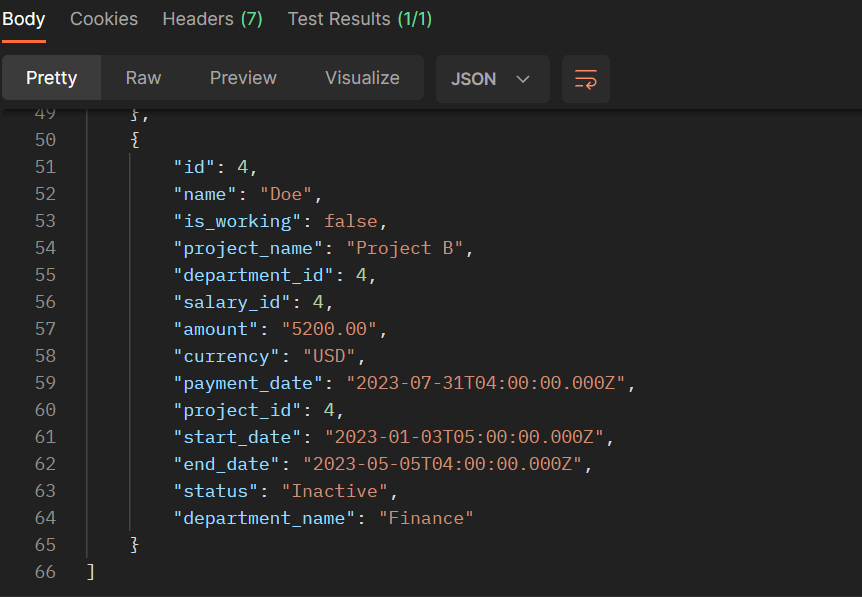 Body Cookies Headers (7) Test Results (1/1)
Pretty Raw Preview Visualize JSON
49 },
50 {
51 "id": 4,
52 "name": "Doe",
53 "is_working": false,
54 "project_name": "Project B",
55 "department_id": 4,
56 "salary_id": 4,
57 "amount": "5200.00",
58 "currency": "USD",
59 "payment_date": "2023-07-31T04:00:00.000Z",
60 "project_id": 4,
61 "start_date": "2023-01-03T05:00:00.000Z",
62 "end_date": "2023-05-05T04:00:00.000Z",
63 "status": "Inactive",
64 "department_name": "Finance"
65 }
66 ]